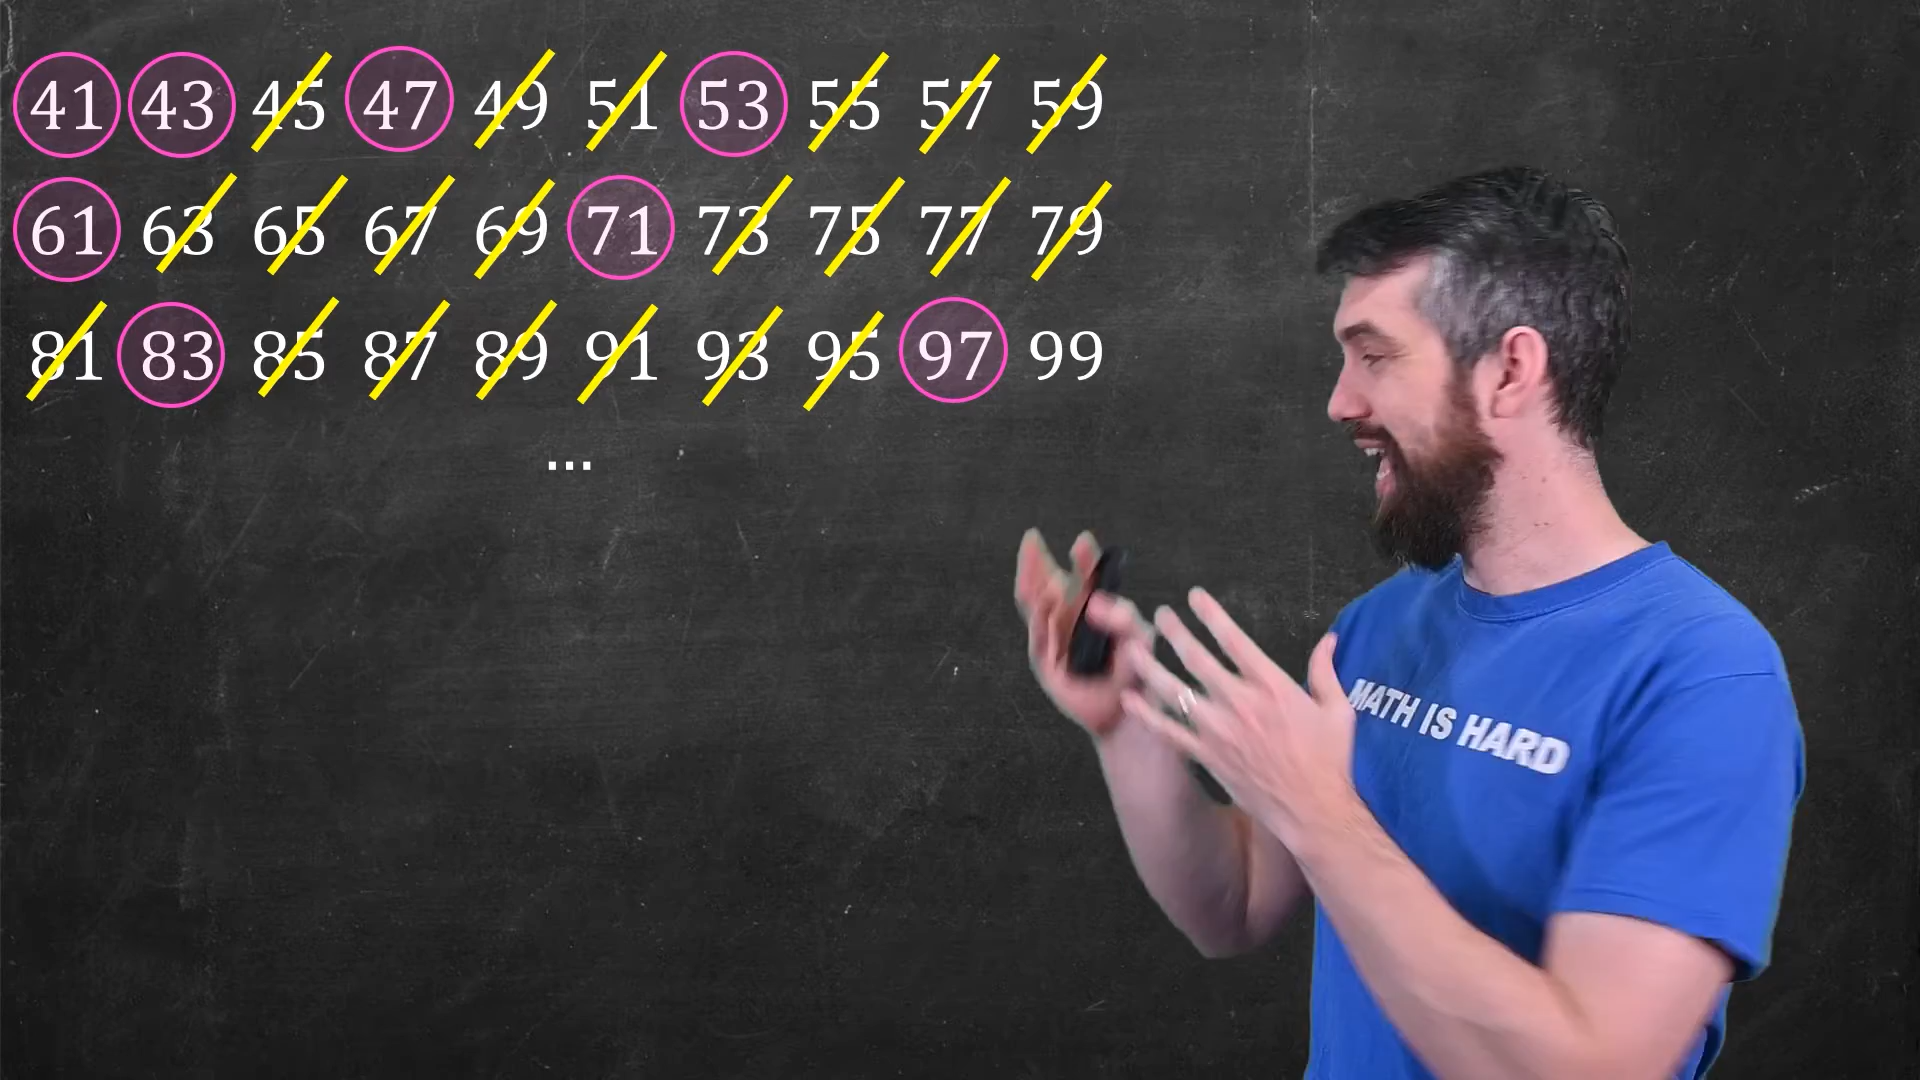 41 43 45 47 49 51 53 55 57 59
61 63 65 67 69 71 73 75 77 79
81 83 85 87 89 91 93 95 97 99
...
MATH IS HARD